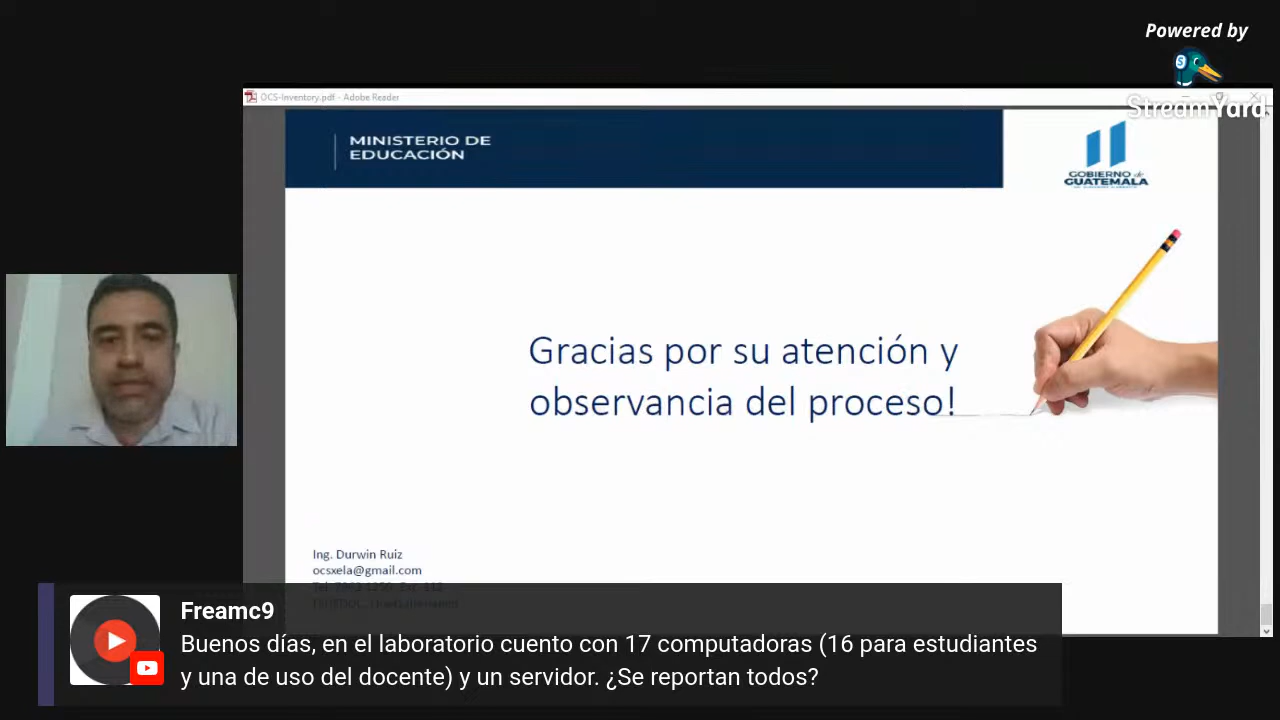 Powered by
StreamYard
OCS-Inventory.pdf - Adobe Reader
MINISTERIO DE
EDUCACIÓN
GOBIERNO de
GUATEMALA
Gracias por su atención y
observancia del proceso!
Ing. Durwin Ruiz
ocsxela@gmail.com
Freamc9
Buenos días, en el laboratorio cuento con 17 computadoras (16 para estudiantes
y una de uso del docente) y un servidor. ¿Se reportan todos?